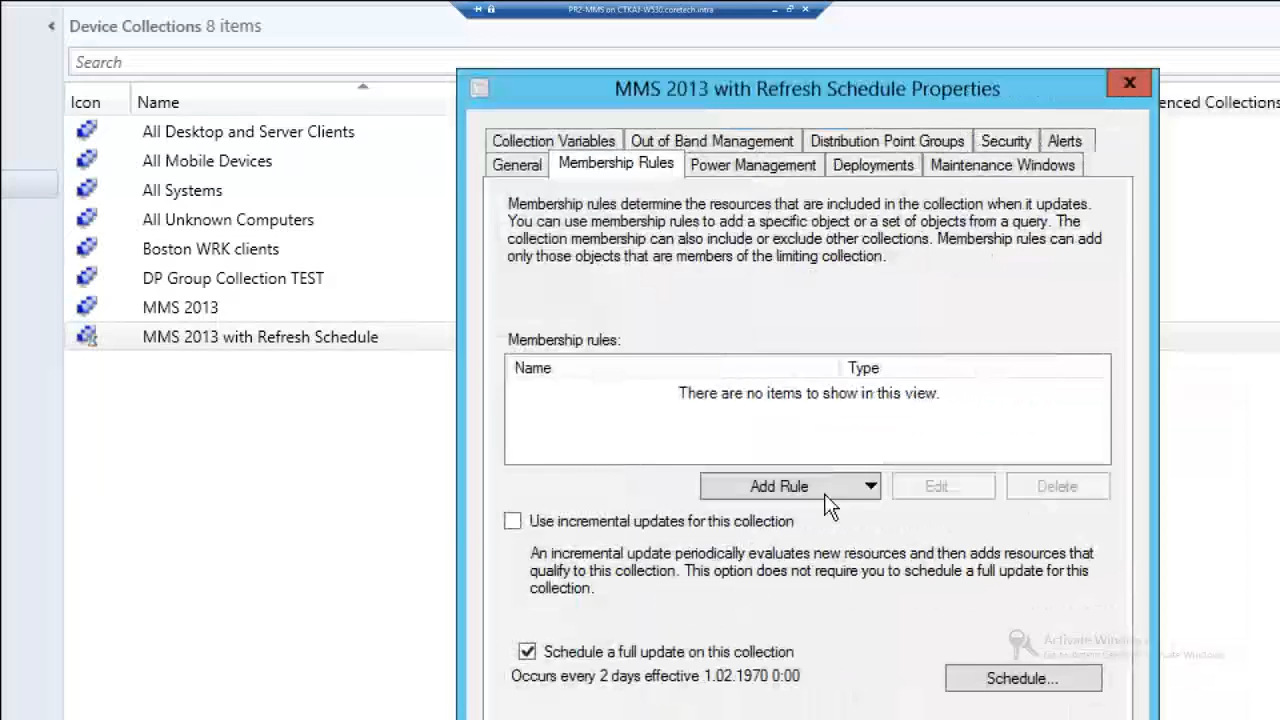 PR2-MMS on CTKAJ-W530.coretech.intra
Device Collections 8 items
Search
Icon
Name
enced Collections
All Desktop and Server Clients
All Mobile Devices
All Systems
All Unknown Computers
Boston WRK clients
DP Group Collection TEST
MMS 2013
MMS 2013 with Refresh Schedule
MMS 2013 with Refresh Schedule Properties
Collection Variables
Out of Band Management
Distribution Point Groups
Security
Alerts
General
Membership Rules
Power Management
Deployments
Maintenance Windows
Membership rules determine the resources that are included in the collection when it updates.
You can use membership rules to add a specific object or a set of objects from a query. The
collection membership can also include or exclude other collections. Membership rules can add
only those objects that are members of the limiting collection.
Membership rules:
Name
Type
There are no items to show in this view.
Add Rule
Edit...
Delete
Use incremental updates for this collection
An incremental update periodically evaluates new resources and then adds resources that
qualify to this collection. This option does not require you to schedule a full update for this
collection.
Schedule a full update on this collection
Occurs every 2 days effective 1.02.1970 0:00
Schedule...
Activate Windows